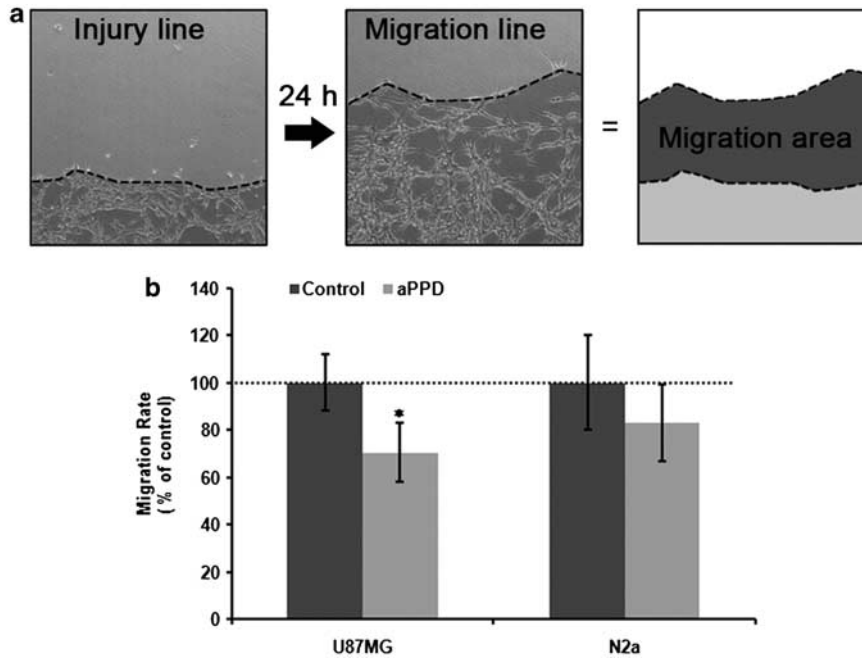 a
Injury line
24 h
Migration line
=
Migration area
b
Control
aPPD
Migration Rate
( % of control)
140
120
100
80
60
40
20
0
*
U87MG
N2a